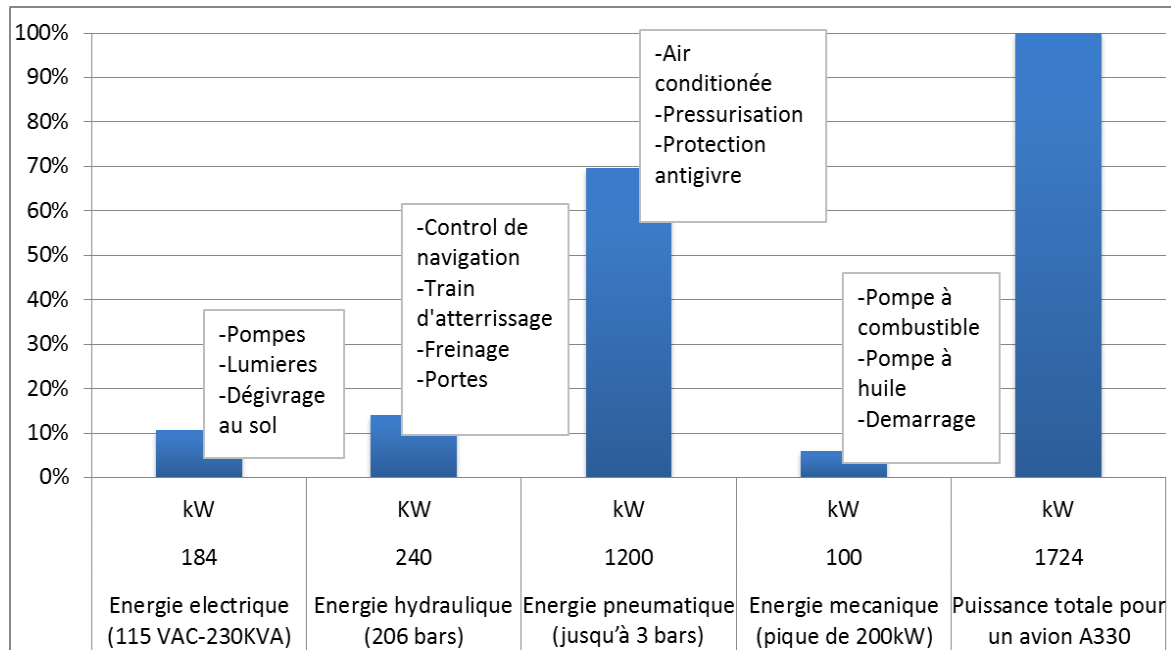 100%
90%
80%
70%
60%
50%
40%
30%
20%
10%
0%
-Pompes
-Lumieres
-Dégivrage
au sol
-Control de
navigation
-Train
d'atterrissage
-Freinage
-Portes
-Air
conditionée
-Pressurisation
-Protection
antigivre
-Pompe à
combustible
-Pompe à
huile
-Demarrage
kW
184
Energie electrique
(115 VAC-230KVA)
KW
240
Energie hydraulique
(206 bars)
kW
1200
Energie pneumatique
(jusqu'à 3 bars)
kW
100
Energie mecanique
(pique de 200kW)
kW
1724
Puissance totale pour
un avion A330